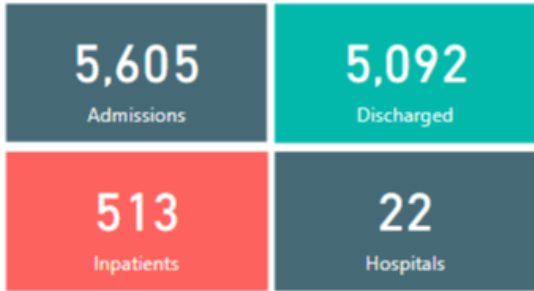 5,605
Admissions
5,092
Discharged
513
Inpatients
22
Hospitals